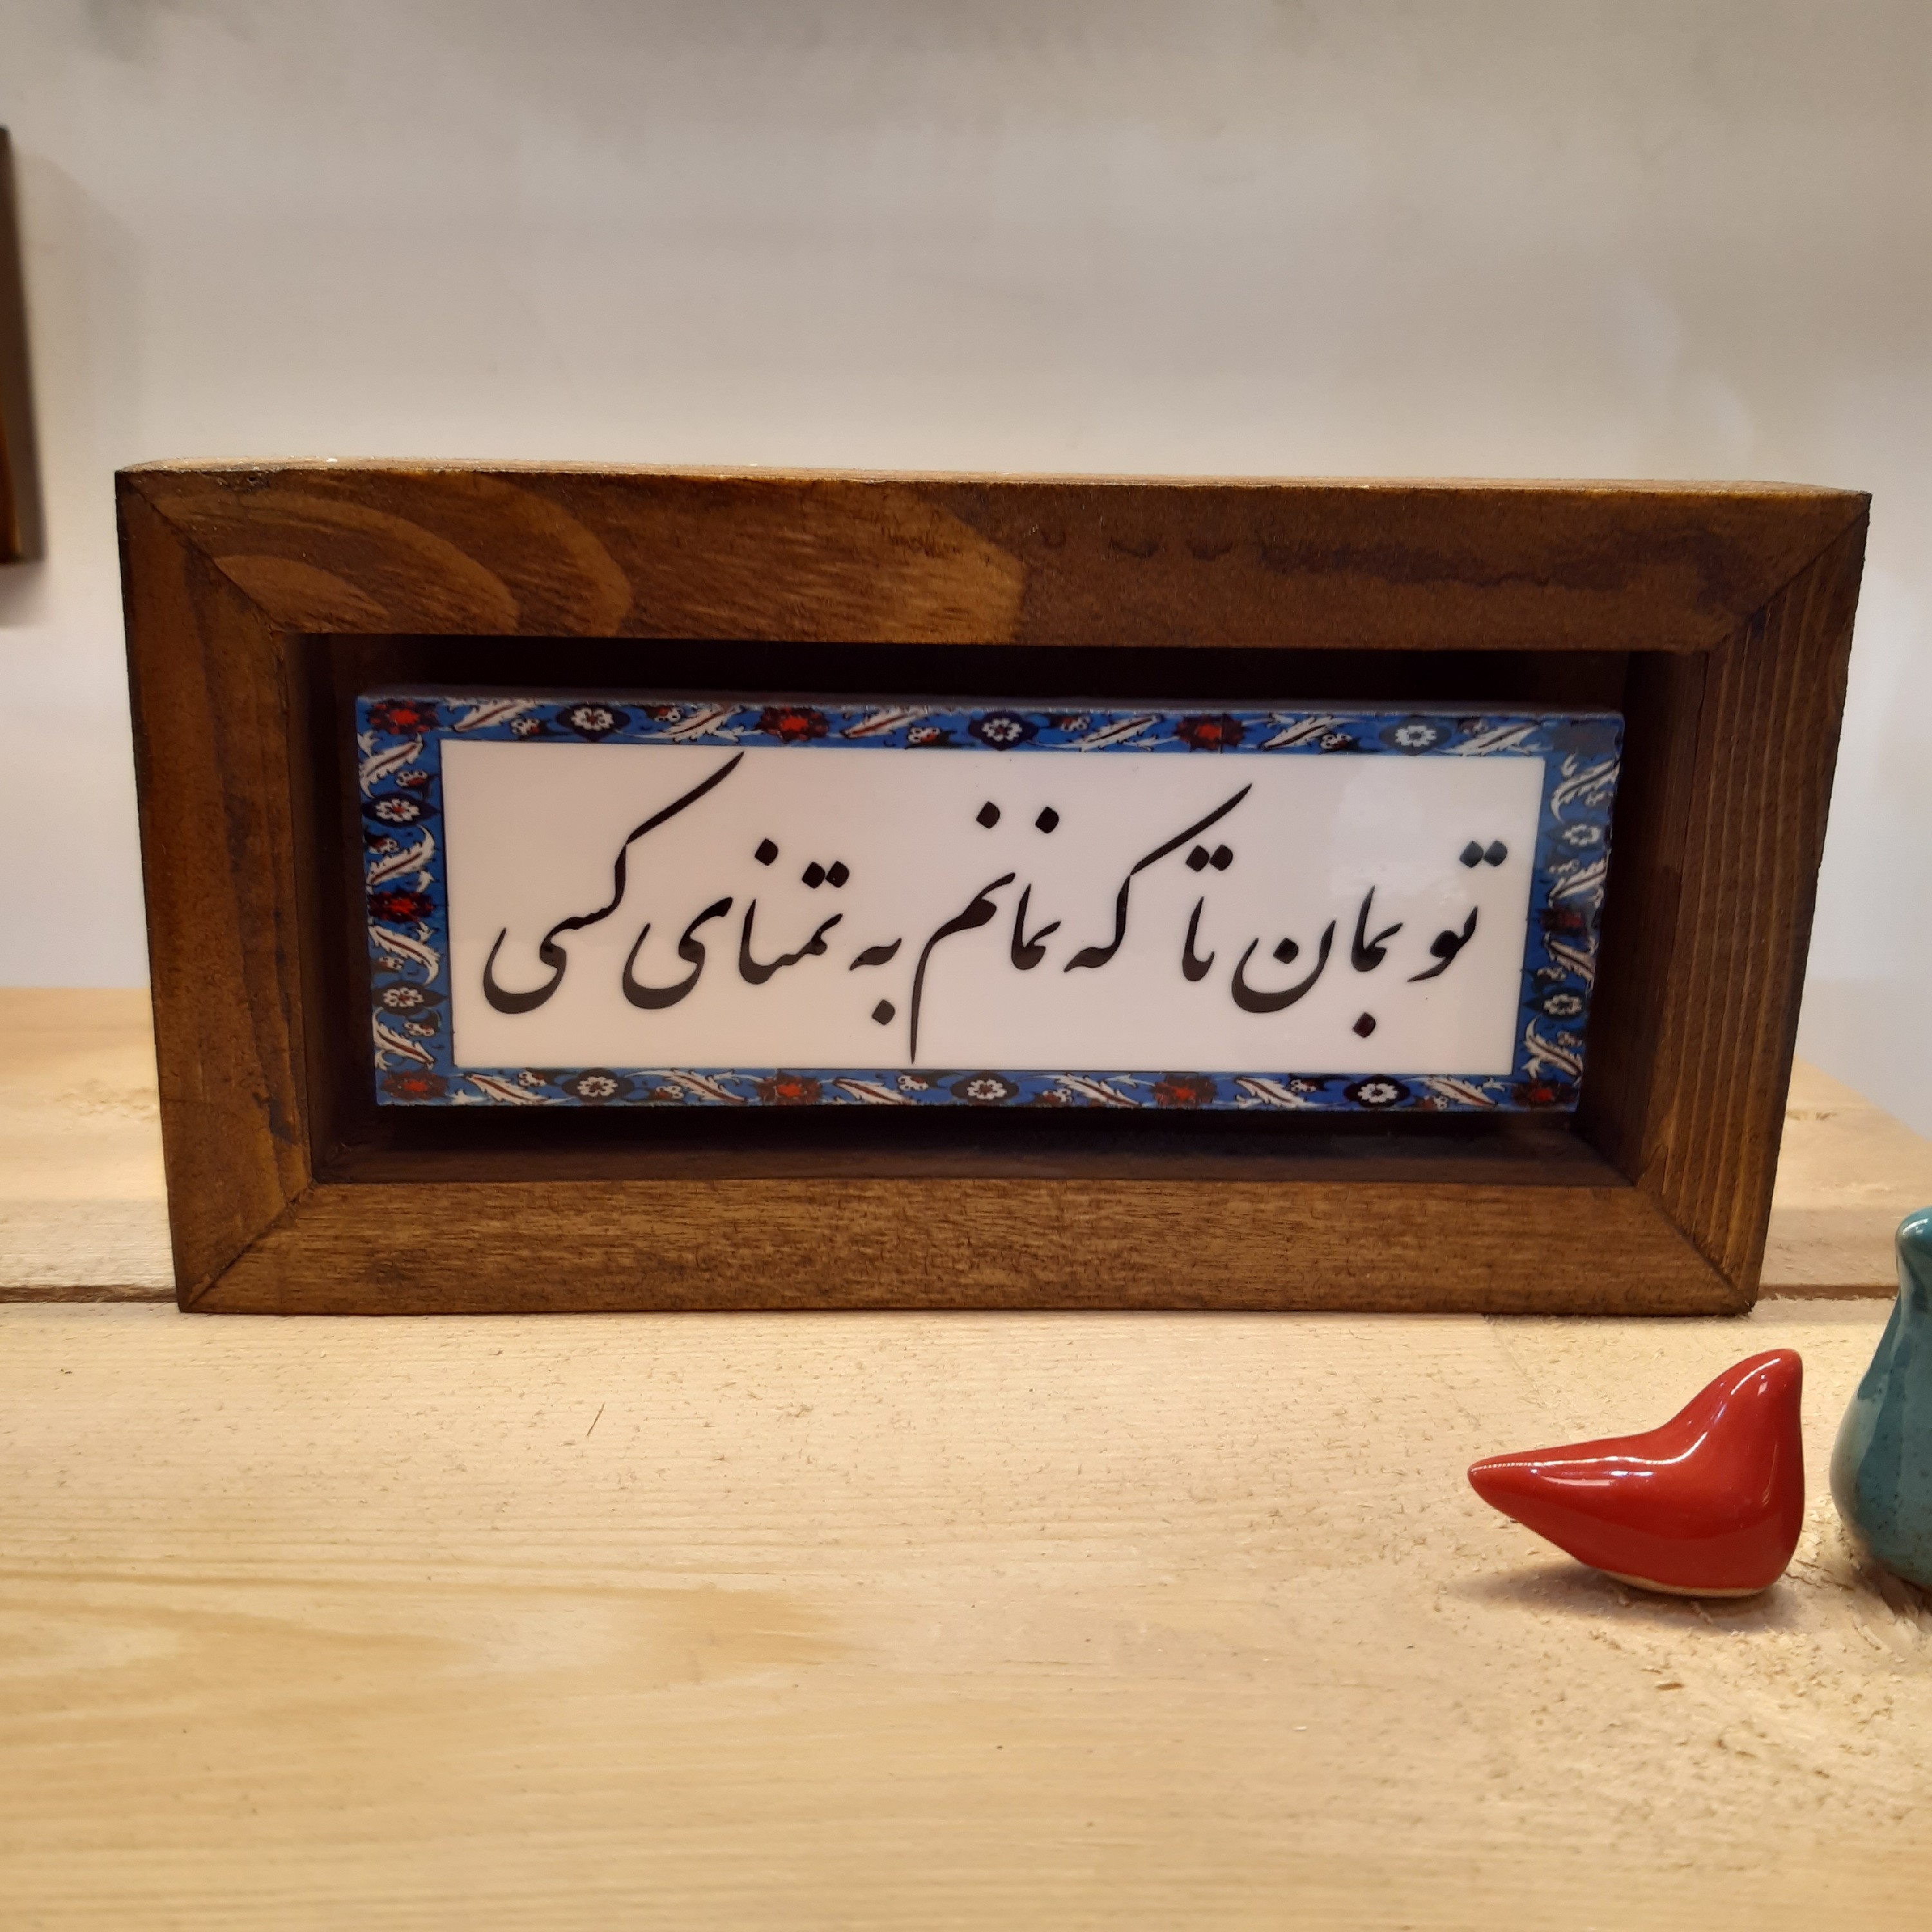 تو بمان تا که نمانم به تمنای کسی